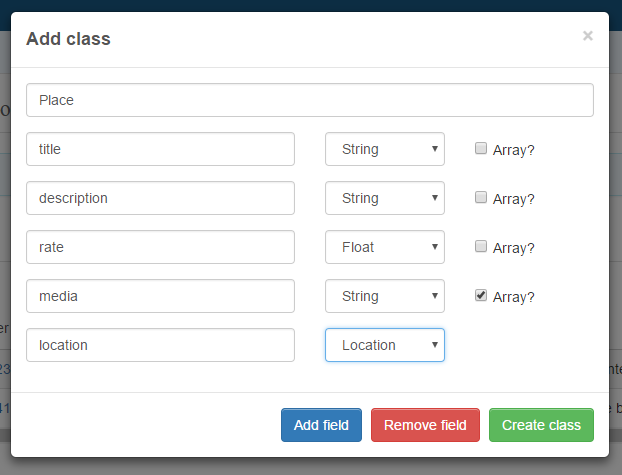 Add class ×
Place
title String Array?
description String Array?
rate Float Array?
media String Array?
location Location
Add field Remove field Create class